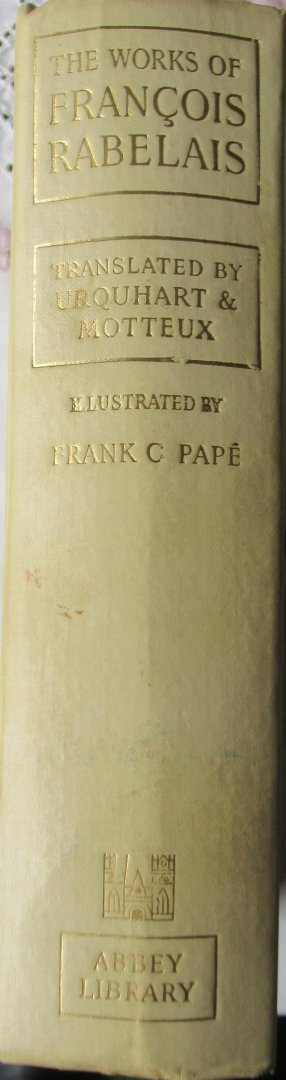 THE WORKS OF
FRANÇOIS
RABELAIS
TRANSLATED BY
URQUHART &
MOTTEUX
ILLUSTRATED BY
FRANK C PAPÉ
ABBEY
LIBRARY